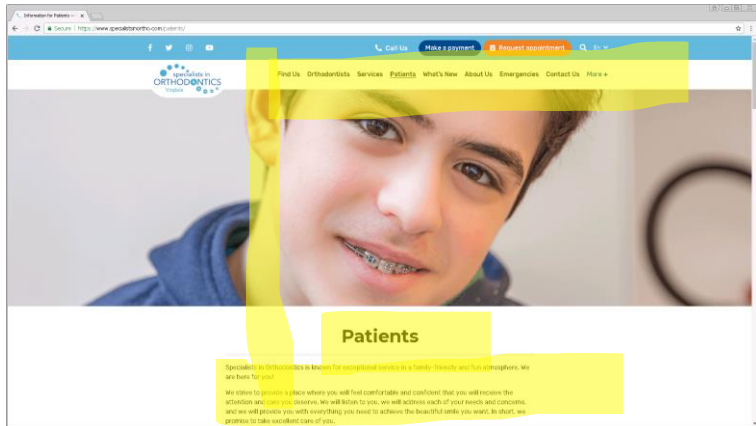 Information for Patients –
Secure | https://www.specialistsinortho.com/patients/
Call Us Make a payment Request appointment En
specialists in
ORTHODONTICS
Virginia
Find Us Orthodontists Services Patients What's New About Us Emergencies Contact Us More +
Patients
Specialists in Orthodontics is known for exceptional service in a family-friendly and fun atmosphere. We
are here for you!
We strive to provide a place where you will feel comfortable and confident that you will receive the
attention and care you deserve. We will listen to you, we will address each of your needs and concerns,
and we will provide you with everything you need to achieve the beautiful smile you want. In short, we
promise to take excellent care of you.